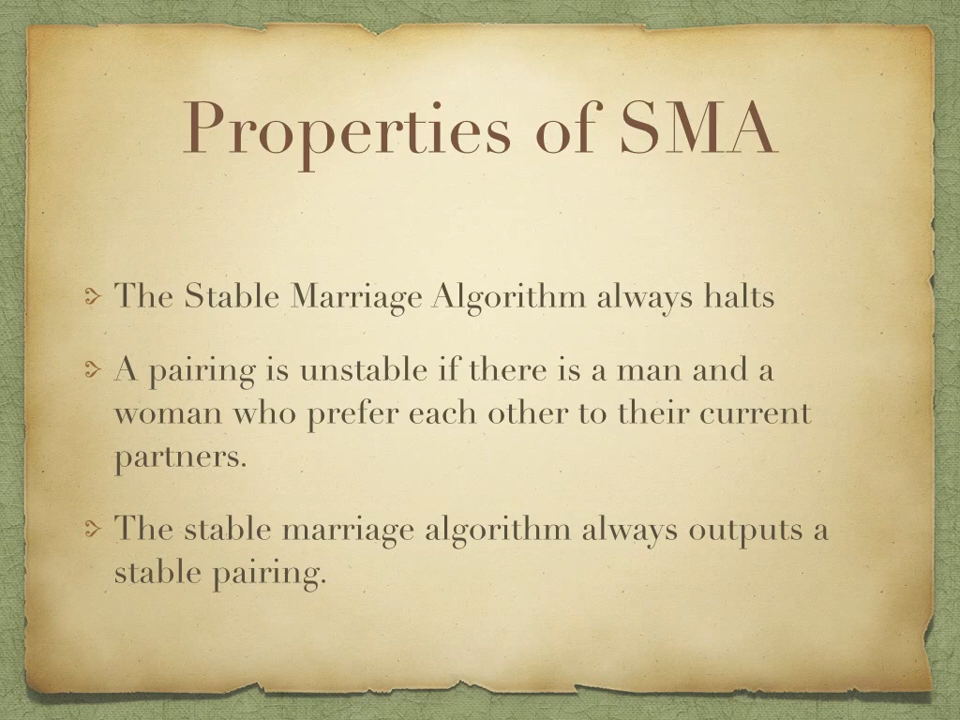 Properties of SMA
The Stable Marriage Algorithm always halts
A pairing is unstable if there is a man and a
woman who prefer each other to their current
partners.
The stable marriage algorithm always outputs a
stable pairing.